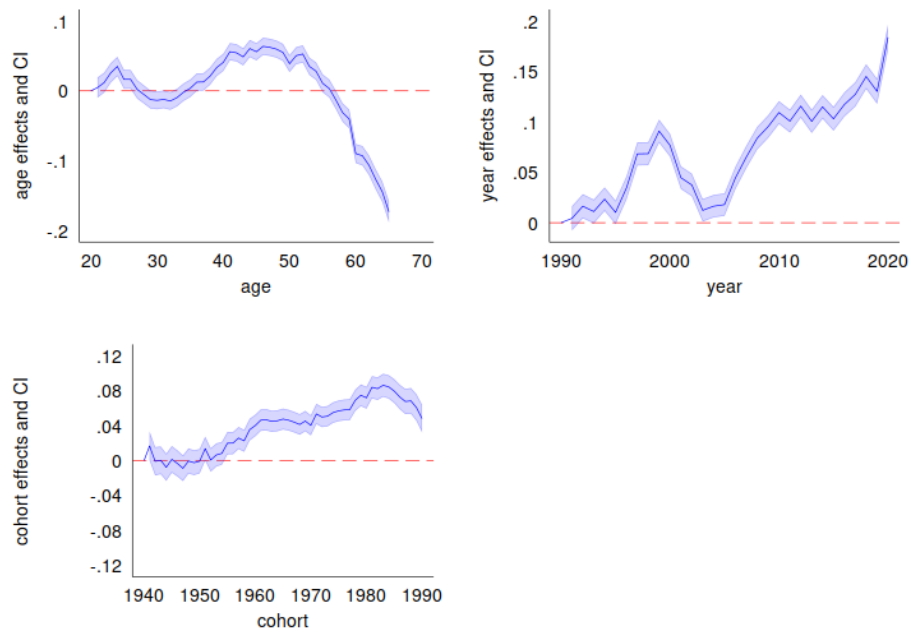 age effects and CI
.1
0
-.1
-.2
20 30 40 50 60 70
age
year effects and CI
.2
.15
.1
.05
0
1990 2000 2010 2020
year
cohort effects and CI
.12
.08
.04
0
-.04
-.08
-.12
1940 1950 1960 1970 1980 1990
cohort